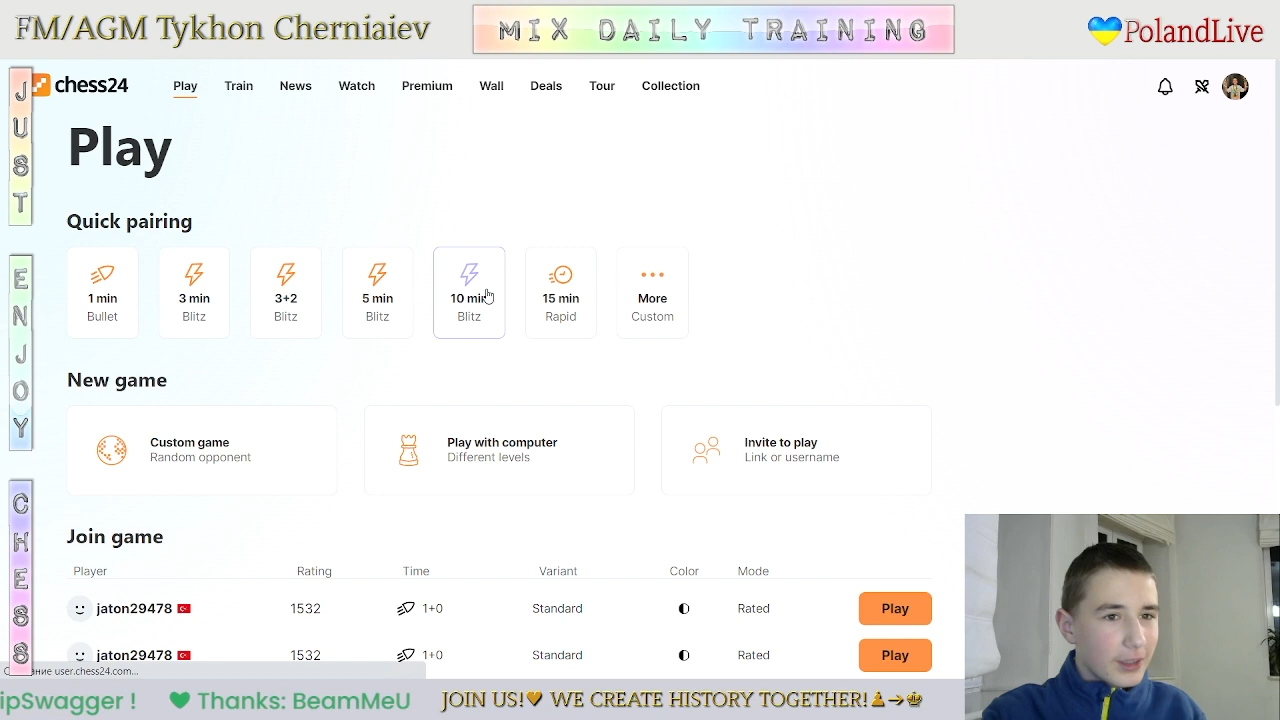 FM/AGM Tykhon Cherniaiev
MIX DAILY TRAINING
PolandLive
JUST
ENJOY
CHESS
chess24
Play Train News Watch Premium Wall Deals Tour Collection
Play
Quick pairing
1 min 3 min 3+2 5 min 10 min 15 min More
Bullet Blitz Blitz Blitz Blitz Rapid Custom
New game
Custom game
Random opponent
Play with computer
Different levels
Invite to play
Link or username
Join game
Player Rating Time Variant Color Mode
jaton29478 1532 1+0 Standard Rated Play
jaton29478 1532 1+0 Standard Rated Play
user.chess24.com...
ipSwagger ! Thanks: BeamMeU
JOIN US! WE CREATE HISTORY TOGETHER!